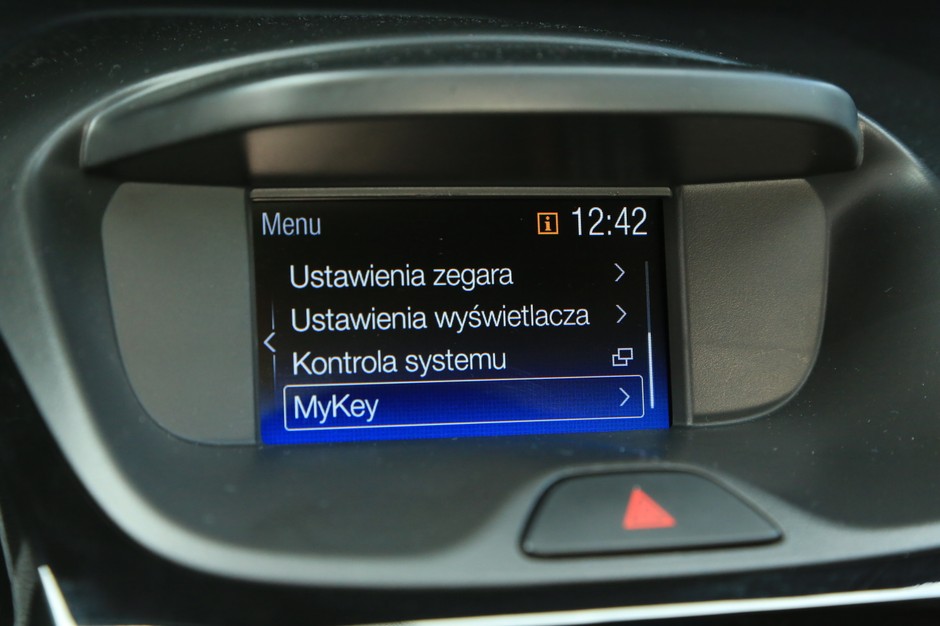 Menu i 12:42
Ustawienia zegara
Ustawienia wyświetlacza
Kontrola systemu
MyKey